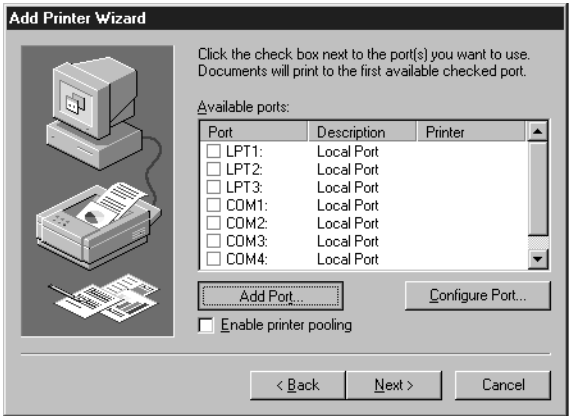 Add Printer Wizard
Click the check box next to the port(s) you want to use.
Documents will print to the first available checked port.
Available ports:
Port Description Printer
LPT1: Local Port
LPT2: Local Port
LPT3: Local Port
COM1: Local Port
COM2: Local Port
COM3: Local Port
COM4: Local Port
Add Port... Configure Port...
Enable printer pooling
< Back Next > Cancel